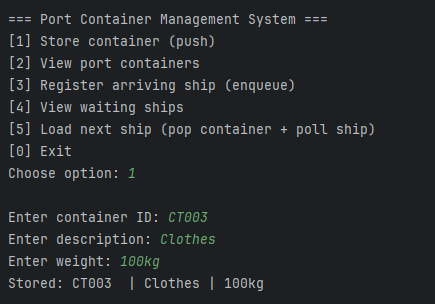 === Port Container Management System ===
[1] Store container (push)
[2] View port containers
[3] Register arriving ship (enqueue)
[4] View waiting ships
[5] Load next ship (pop container + poll ship)
[0] Exit
Choose option: 1
Enter container ID: CT003
Enter description: Clothes
Enter weight: 100kg
Stored: CT003  | Clothes | 100kg